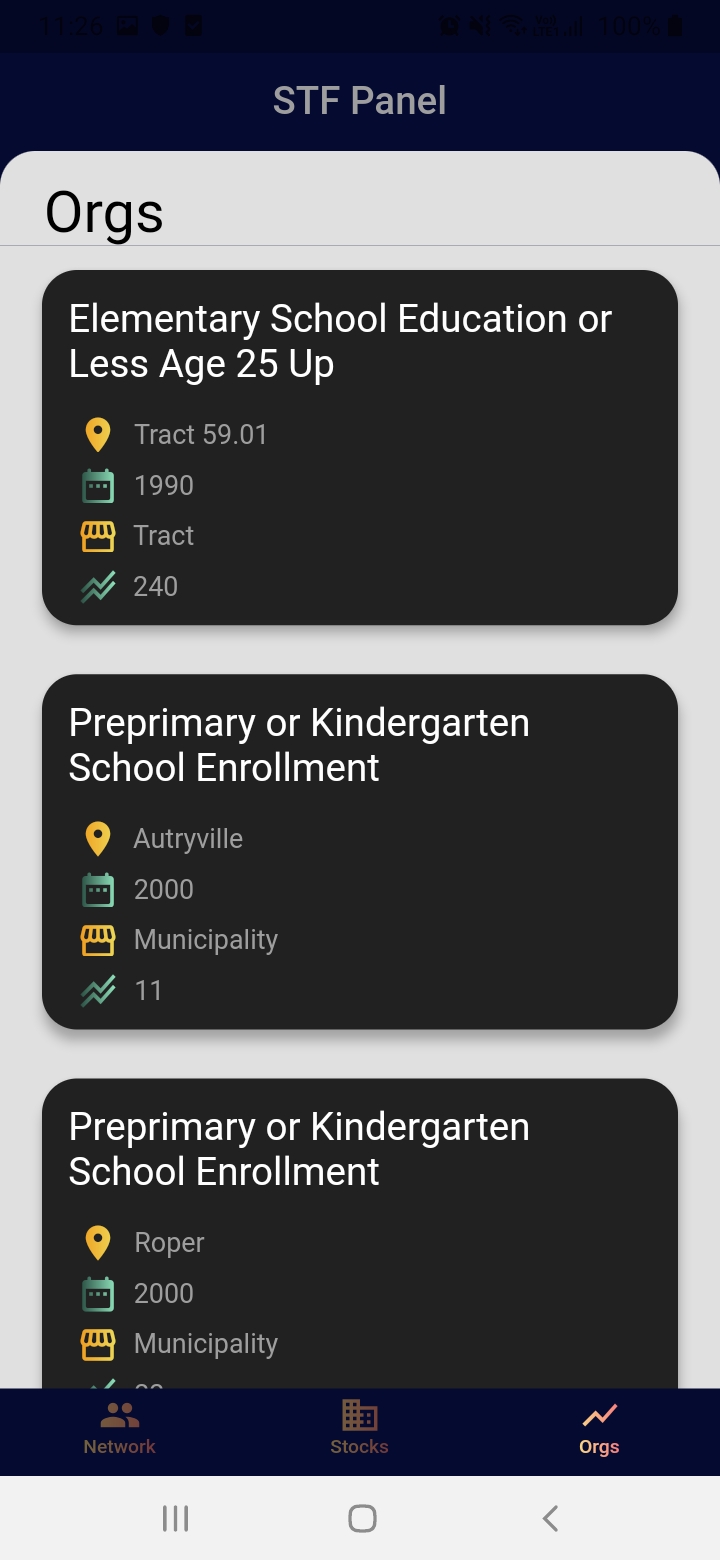 11:26
100%
STF Panel
Orgs
Elementary School Education or
Less Age 25 Up
Tract 59.01
1990
Tract
240
Preprimary or Kindergarten
School Enrollment
Autryville
2000
Municipality
11
Preprimary or Kindergarten
School Enrollment
Roper
2000
Municipality
Network
Stocks
Orgs